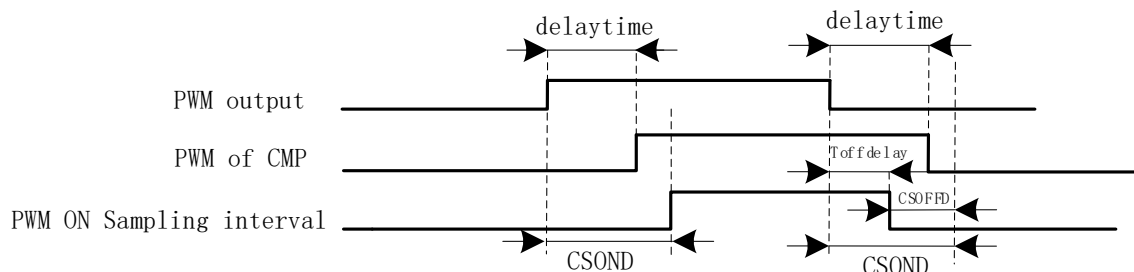 delaytime delaytime
PWM output
PWM of CMP
Toffdelay
PWM ON Sampling interval
CSOFFD
CSOND CSOND